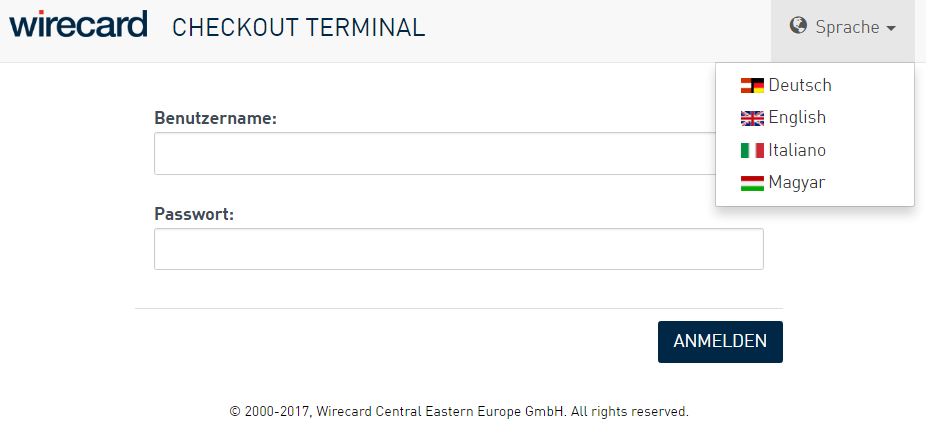 wirecard CHECKOUT TERMINAL
Sprache
Deutsch
English
Italiano
Magyar
Benutzername:
Passwort:
ANMELDEN
© 2000-2017, Wirecard Central Eastern Europe GmbH. All rights reserved.